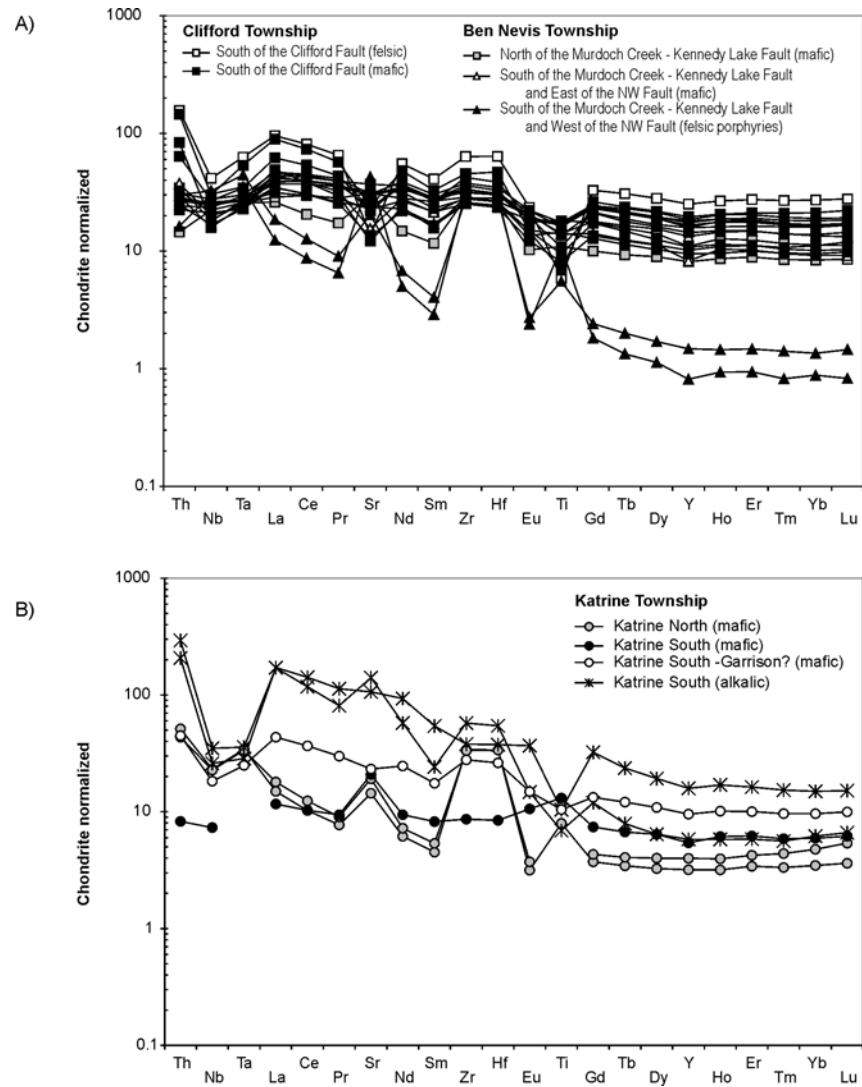 A)
Clifford Township
South of the Clifford Fault (felsic)
South of the Clifford Fault (mafic)
Ben Nevis Township
North of the Murdoch Creek - Kennedy Lake Fault (mafic)
South of the Murdoch Creek - Kennedy Lake Fault
and East of the NW Fault (mafic)
South of the Murdoch Creek - Kennedy Lake Fault
and West of the NW Fault (felsic porphyries)
Chondrite normalized
1000
100
10
1
0.1
Th Ta Ce Sr Sm Hf Ti Tb Y Er Yb
Nb La Pr Nd Zr Eu Gd Dy Ho Tm Lu
B)
Katrine Township
Katrine North (mafic)
Katrine South (mafic)
Katrine South -Garrison? (mafic)
Katrine South (alkalic)
Chondrite normalized
1000
100
10
1
0.1
Th Ta Ce Sr Sm Hf Ti Tb Y Er Yb
Nb La Pr Nd Zr Eu Gd Dy Ho Tm Lu